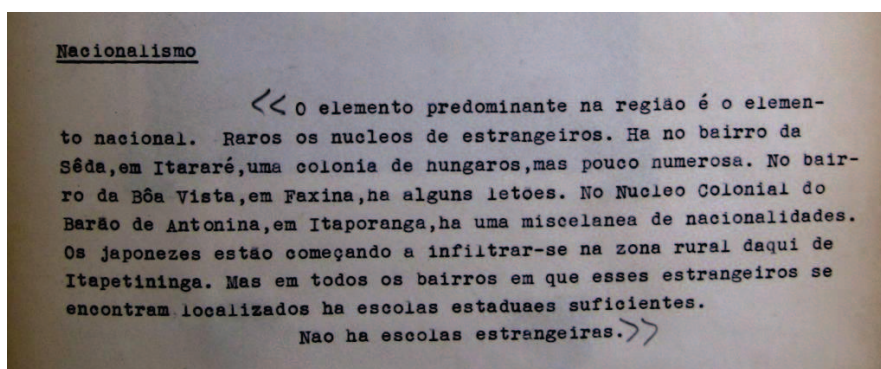 Nacionalismo
<< O elemento predominante na região é o elemen-
to nacional. Raros os nucleos de estrangeiros. Ha no bairro da
Sêda,em Itararé,uma colonia de hungaros,mas pouco numerosa. No bair-
ro da Bôa Vista,em Faxina,ha alguns letoes. No Nucleo Colonial do
Barão de Antonina,em Itaporanga,ha uma miscelanea de nacionalidades.
Os japonezes estão começando a infiltrar-se na zona rural daqui de
Itapetininga. Mas em todos os bairros em que esses estrangeiros se
encontram localizados ha escolas estaduaes suficientes.
Nao ha escolas estrangeiras.>>